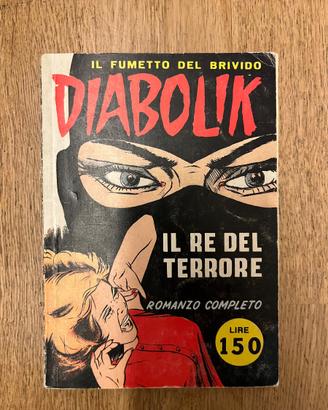 IL FUMETTO DEL BRIVIDO
DIABOLIK
IL RE DEL
TERRORE
ROMANZO COMPLETO
LIRE
150